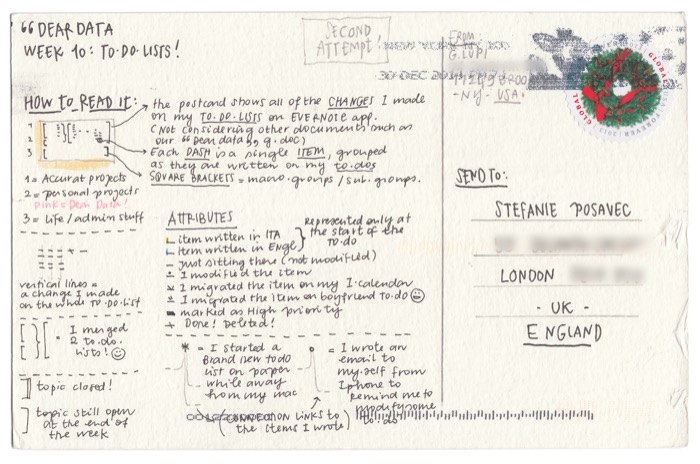 “DEAR DATA
WEEK 10: TO·DO·LISTS!
SECOND
ATTEMPT!
FROM
G. LUPI
NEW YORK NY
30 DEC
-NY- USA
GLOBAL
HOW TO READ IT:
the postcard shows all of the CHANGES I made
on my TO·DO·LISTS on EVERNOTE app.
(Not considering other documents such as
our “Dear data„ g.doc)
Each DASH is a single ITEM, grouped
as they are written on my to.dos
SQUARE BRACKETS = macro.groups / sub.groups.
1
2
3
1 = Accurat projects
2 = personal projects
pink = Dear Data!
3 = life / admin stuff
vertical lines =
a change I made
on the whole TO·DO·LIST
= I merged
2 to.do.
lists! ☺
topic closed!
topic still open
at the end of
the week
ATTRIBUTES
item written in ITA
item written in Engl
Represented only at
the start of the
to·do
just sitting there (not modified)
I modified the item
I migrated the item on my I·calendar
I migrated the item on boyfriend to.do ☺
marked as High priority
Done! Deleted!
= I started a
Brand new todo
list on paper
while away
from my mac
= I wrote an
email to
my.self from
Iphone to
Remind me to
modify some
to.do
(CONNECTION LINKS to
the items I wrote)
SEND TO:
STEFANIE POSAVEC
LONDON
- UK -
ENGLAND